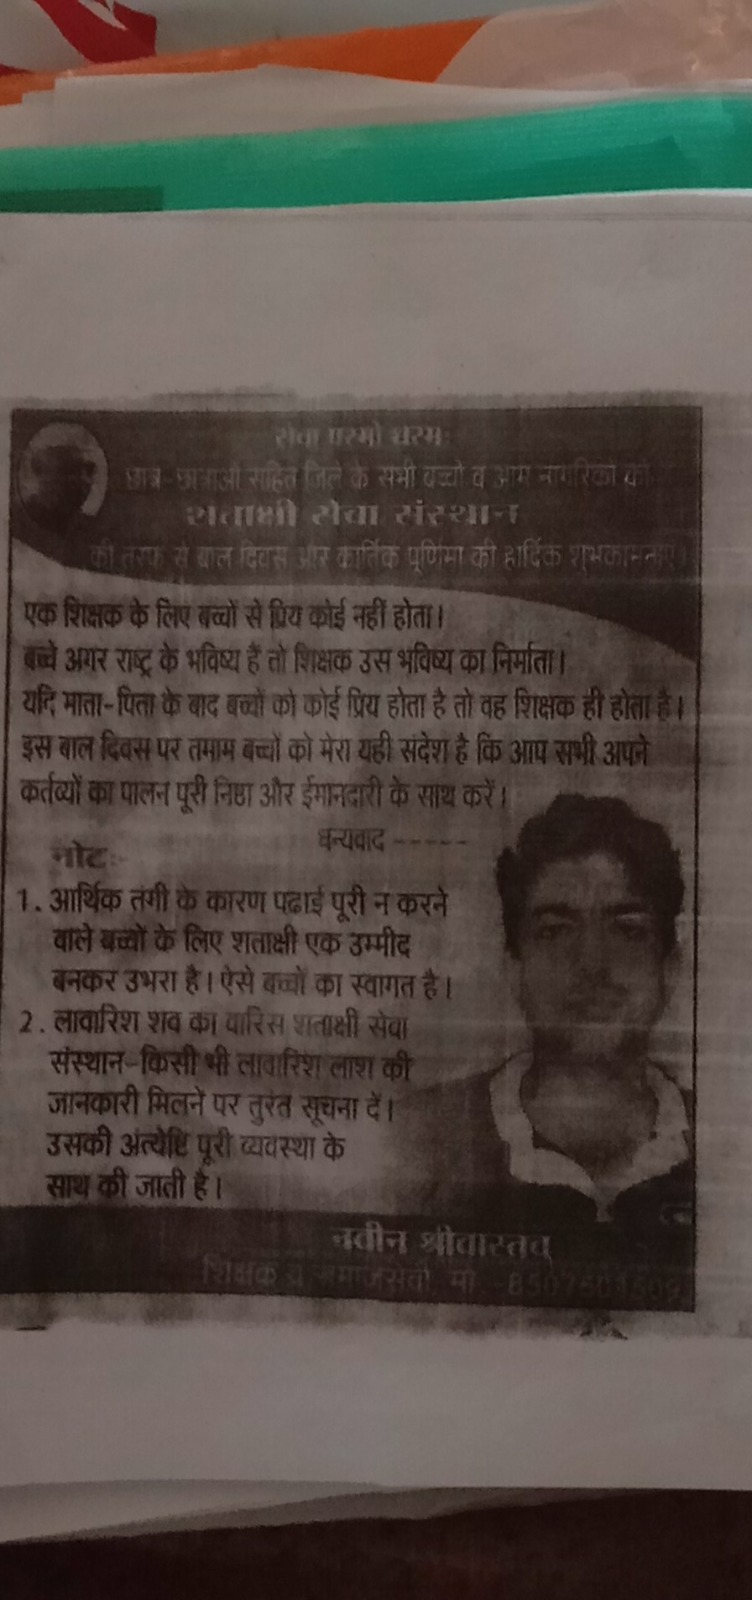 सेवा परमो धरमः
छात्र-छात्राओं सहित जिले के सभी बच्चों व आम नागरिकों को
शताक्षी सेवा संस्थान
की तरफ से बाल दिवस और कार्तिक पूर्णिमा की हार्दिक शुभकामनाएं।
एक शिक्षक के लिए बच्चों से प्रिय कोई नहीं होता।
बच्चे अगर राष्ट्र के भविष्य हैं तो शिक्षक उस भविष्य का निर्माता।
यदि माता-पिता के बाद बच्चों को कोई प्रिय होता है तो वह शिक्षक ही होता है।
इस बाल दिवस पर तमाम बच्चों को मेरा यही संदेश है कि आप सभी अपने
कर्तव्यों का पालन पूरी निष्ठा और ईमानदारी के साथ करें।
धन्यवाद -----
नोटः-
1. आर्थिक तंगी के कारण पढाई पूरी न करने
वाले बच्चों के लिए शताक्षी एक उम्मीद
बनकर उभरा है। ऐसे बच्चों का स्वागत है।
2. लावारिश शव का वारिस शताक्षी सेवा
संस्थान-किसी भी लावारिश लाश की
जानकारी मिलने पर तुरंत सूचना दें।
उसकी अंत्येष्टि पूरी व्यवस्था के
साथ की जाती है।
नवीन श्रीवास्तव
शिक्षक व समाजसेवी, मो.